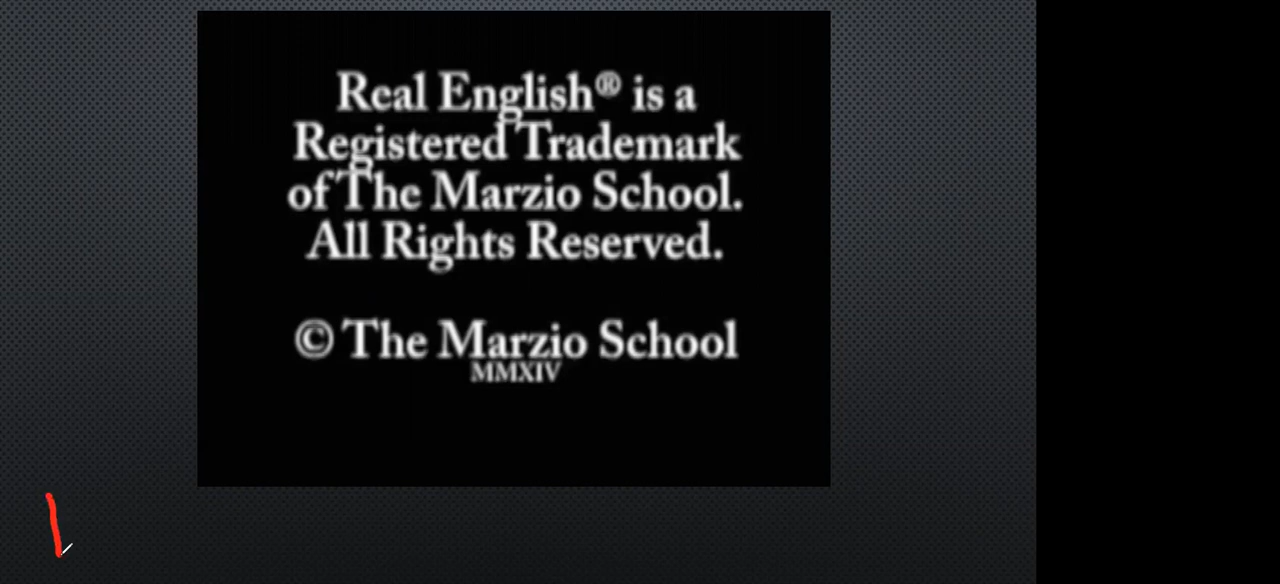 Real English® is a
Registered Trademark
of The Marzio School.
All Rights Reserved.
© The Marzio School
MMXIV